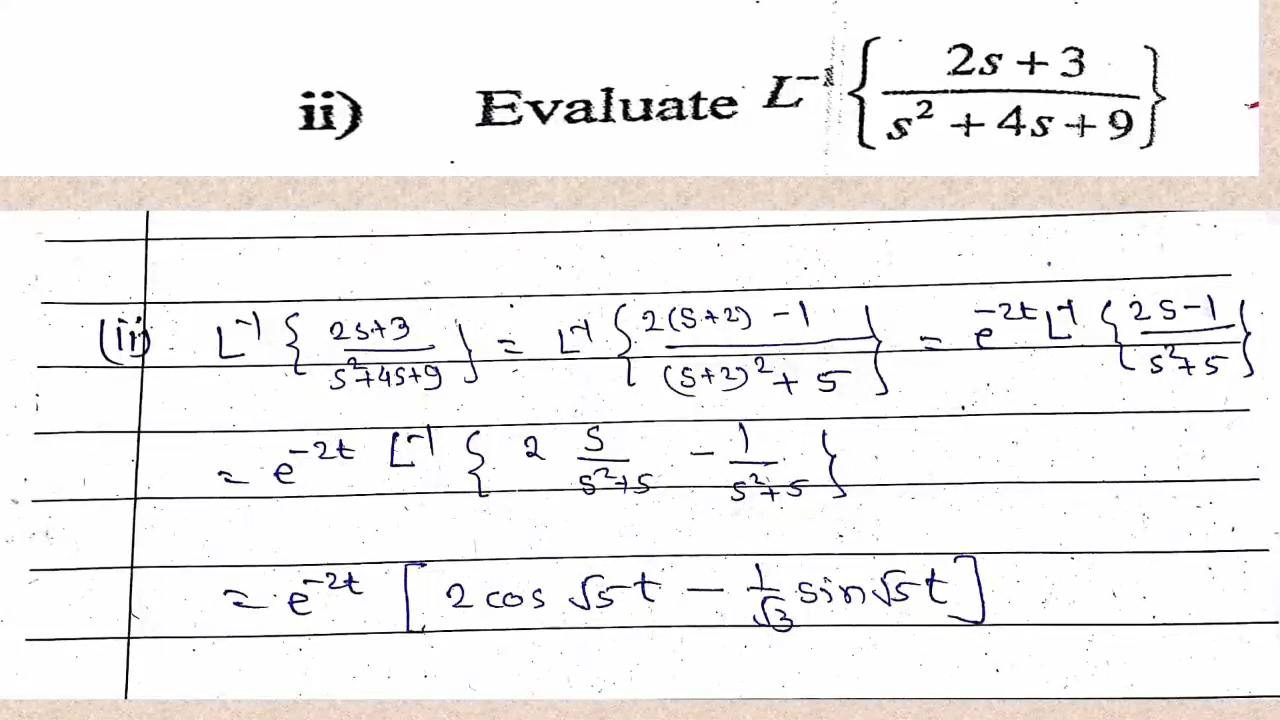 ii) Evaluate L⁻¹ { (2s + 3) / (s² + 4s + 9) }
(ii) L⁻¹ { (2s+3) / (s²+4s+9) } = L⁻¹ { (2(s+2) − 1) / ((s+2)² + 5) } = e^(−2t) L⁻¹ { (2s−1) / (s²+5) }
= e^(−2t) L⁻¹ { 2 s/(s²+5) − 1/(s²+5) }
= e^(−2t) [ 2 cos √5 t − 1/√3 sin √5 t ]